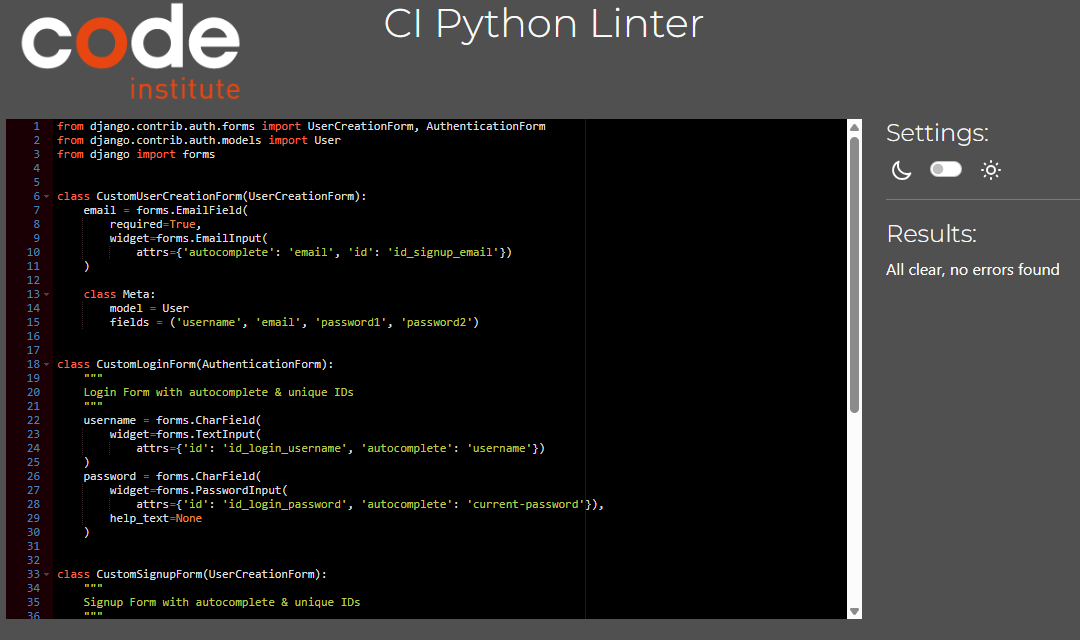 code
institute
CI Python Linter
1 from django.contrib.auth.forms import UserCreationForm, AuthenticationForm
2 from django.contrib.auth.models import User
3 from django import forms
4
5
6 class CustomUserCreationForm(UserCreationForm):
7     email = forms.EmailField(
8         required=True,
9         widget=forms.EmailInput(
10             attrs={'autocomplete': 'email', 'id': 'id_signup_email'})
11     )
12
13     class Meta:
14         model = User
15         fields = ('username', 'email', 'password1', 'password2')
16
17
18 class CustomLoginForm(AuthenticationForm):
19     """
20     Login Form with autocomplete & unique IDs
21     """
22     username = forms.CharField(
23         widget=forms.TextInput(
24             attrs={'id': 'id_login_username', 'autocomplete': 'username'})
25     )
26     password = forms.CharField(
27         widget=forms.PasswordInput(
28             attrs={'id': 'id_login_password', 'autocomplete': 'current-password'}),
29         help_text=None
30     )
31
32
33 class CustomSignupForm(UserCreationForm):
34     """
35     Signup Form with autocomplete & unique IDs
36     """
Settings:
Results:
All clear, no errors found